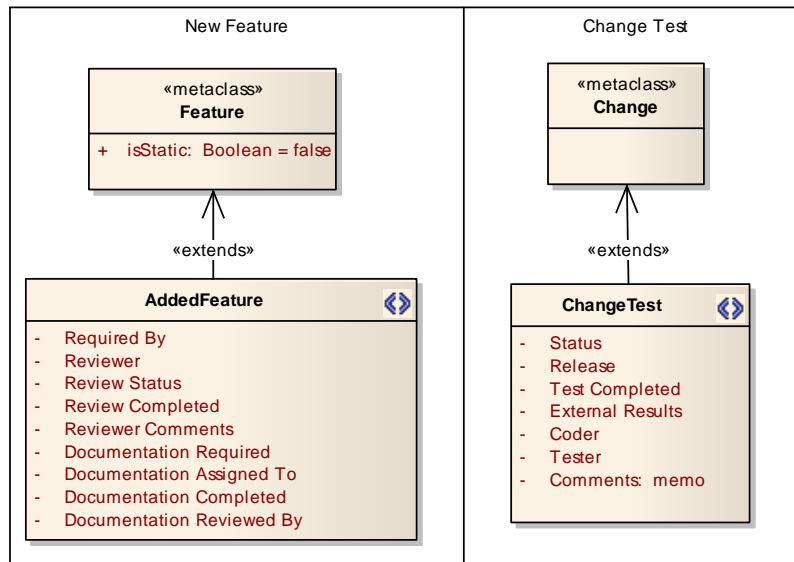 New Feature
«metaclass»
Feature
+ isStatic: Boolean = false
«extends»
AddedFeature
- Required By
- Reviewer
- Review Status
- Review Completed
- Reviewer Comments
- Documentation Required
- Documentation Assigned To
- Documentation Completed
- Documentation Reviewed By
Change Test
«metaclass»
Change
«extends»
ChangeTest
- Status
- Release
- Test Completed
- External Results
- Coder
- Tester
- Comments: memo